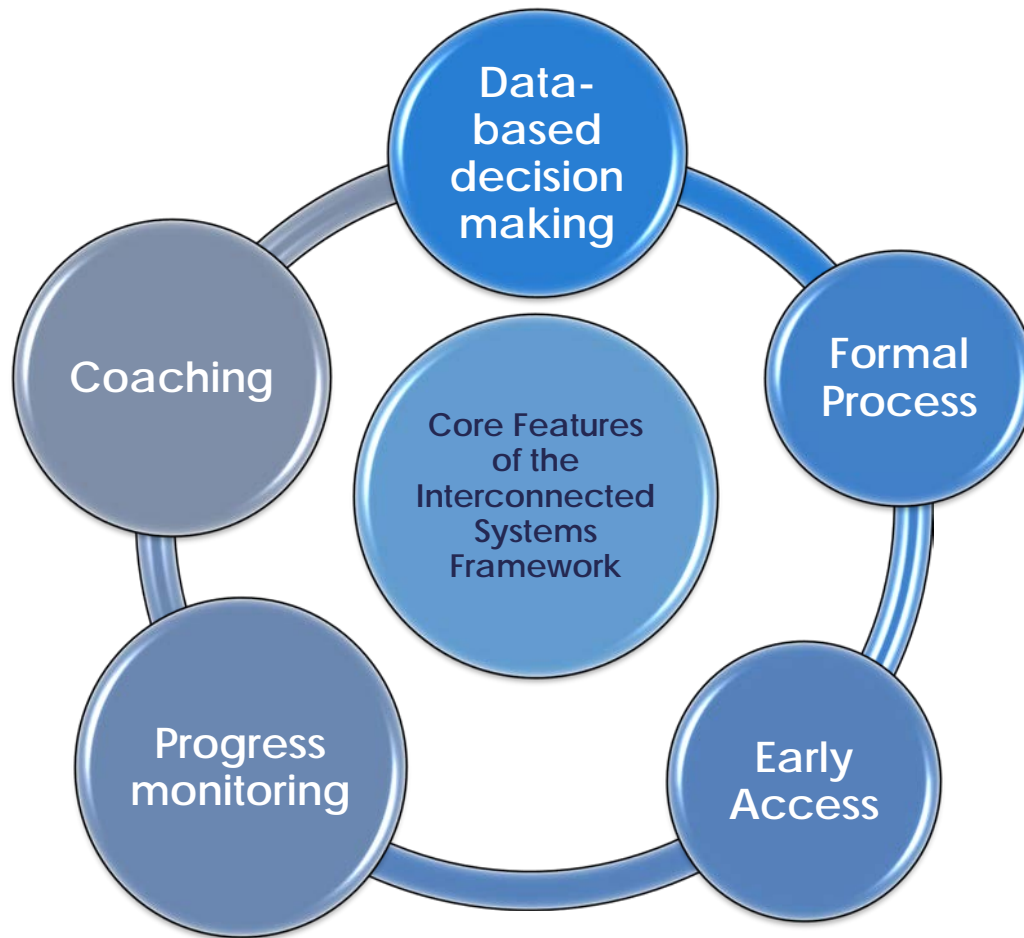 Data-
based
decision
making
Formal
Process
Early
Access
Progress
monitoring
Coaching
Core Features
of the
Interconnected
Systems
Framework